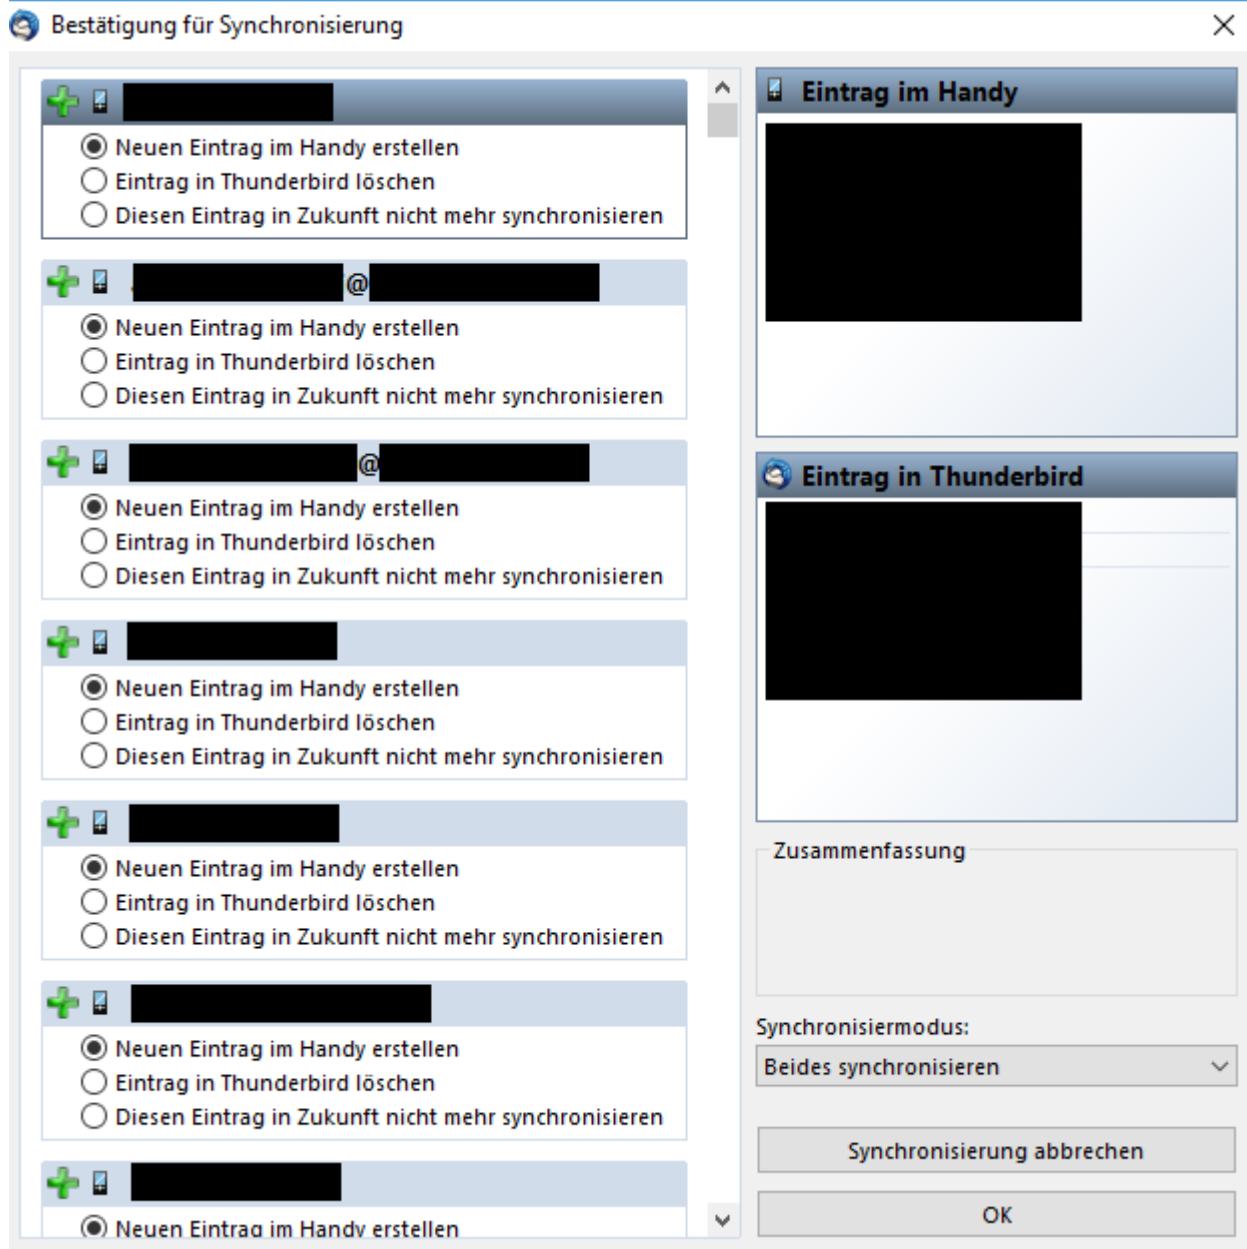 Bestätigung für Synchronisierung
Neuen Eintrag im Handy erstellen
Eintrag in Thunderbird löschen
Diesen Eintrag in Zukunft nicht mehr synchronisieren
@
Neuen Eintrag im Handy erstellen
Eintrag in Thunderbird löschen
Diesen Eintrag in Zukunft nicht mehr synchronisieren
@
Neuen Eintrag im Handy erstellen
Eintrag in Thunderbird löschen
Diesen Eintrag in Zukunft nicht mehr synchronisieren
Neuen Eintrag im Handy erstellen
Eintrag in Thunderbird löschen
Diesen Eintrag in Zukunft nicht mehr synchronisieren
Neuen Eintrag im Handy erstellen
Eintrag in Thunderbird löschen
Diesen Eintrag in Zukunft nicht mehr synchronisieren
Neuen Eintrag im Handy erstellen
Eintrag in Thunderbird löschen
Diesen Eintrag in Zukunft nicht mehr synchronisieren
Neuen Eintrag im Handy erstellen
Eintrag im Handy
Eintrag in Thunderbird
Zusammenfassung
Synchronisiermodus:
Beides synchronisieren
Synchronisierung abbrechen
OK